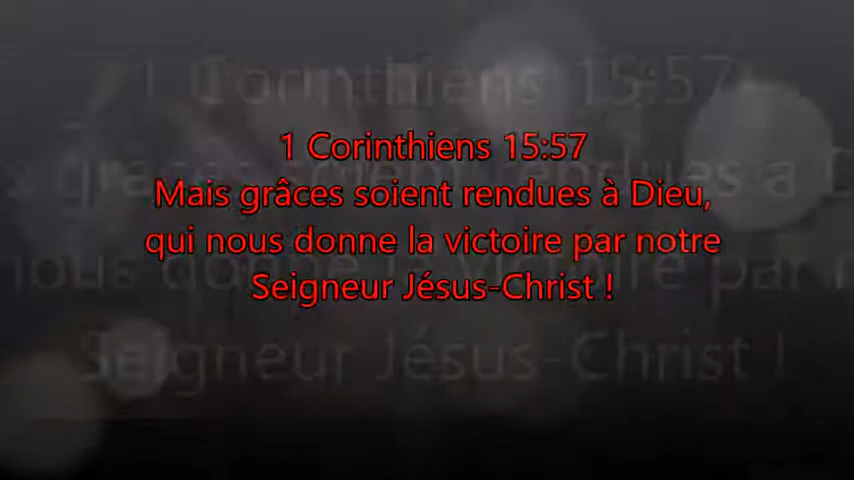 1 Corinthiens 15:57
Mais grâces soient rendues à Dieu,
qui nous donne la victoire par notre
Seigneur Jésus-Christ !